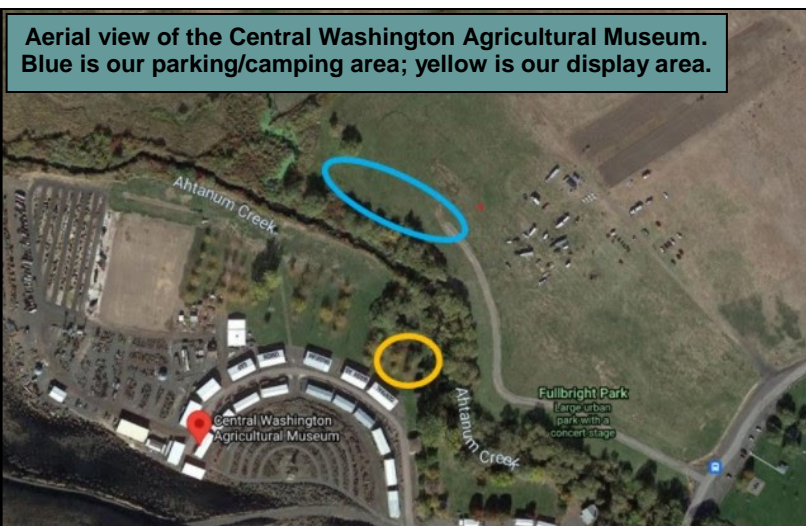 Aerial view of the Central Washington Agricultural Museum.
Blue is our parking/camping area; yellow is our display area.
Ahtanum Creek
Fullbright Park
Large urban
park with a
concert stage
Central Washington
Agricultural Museum
Ahtanum Creek